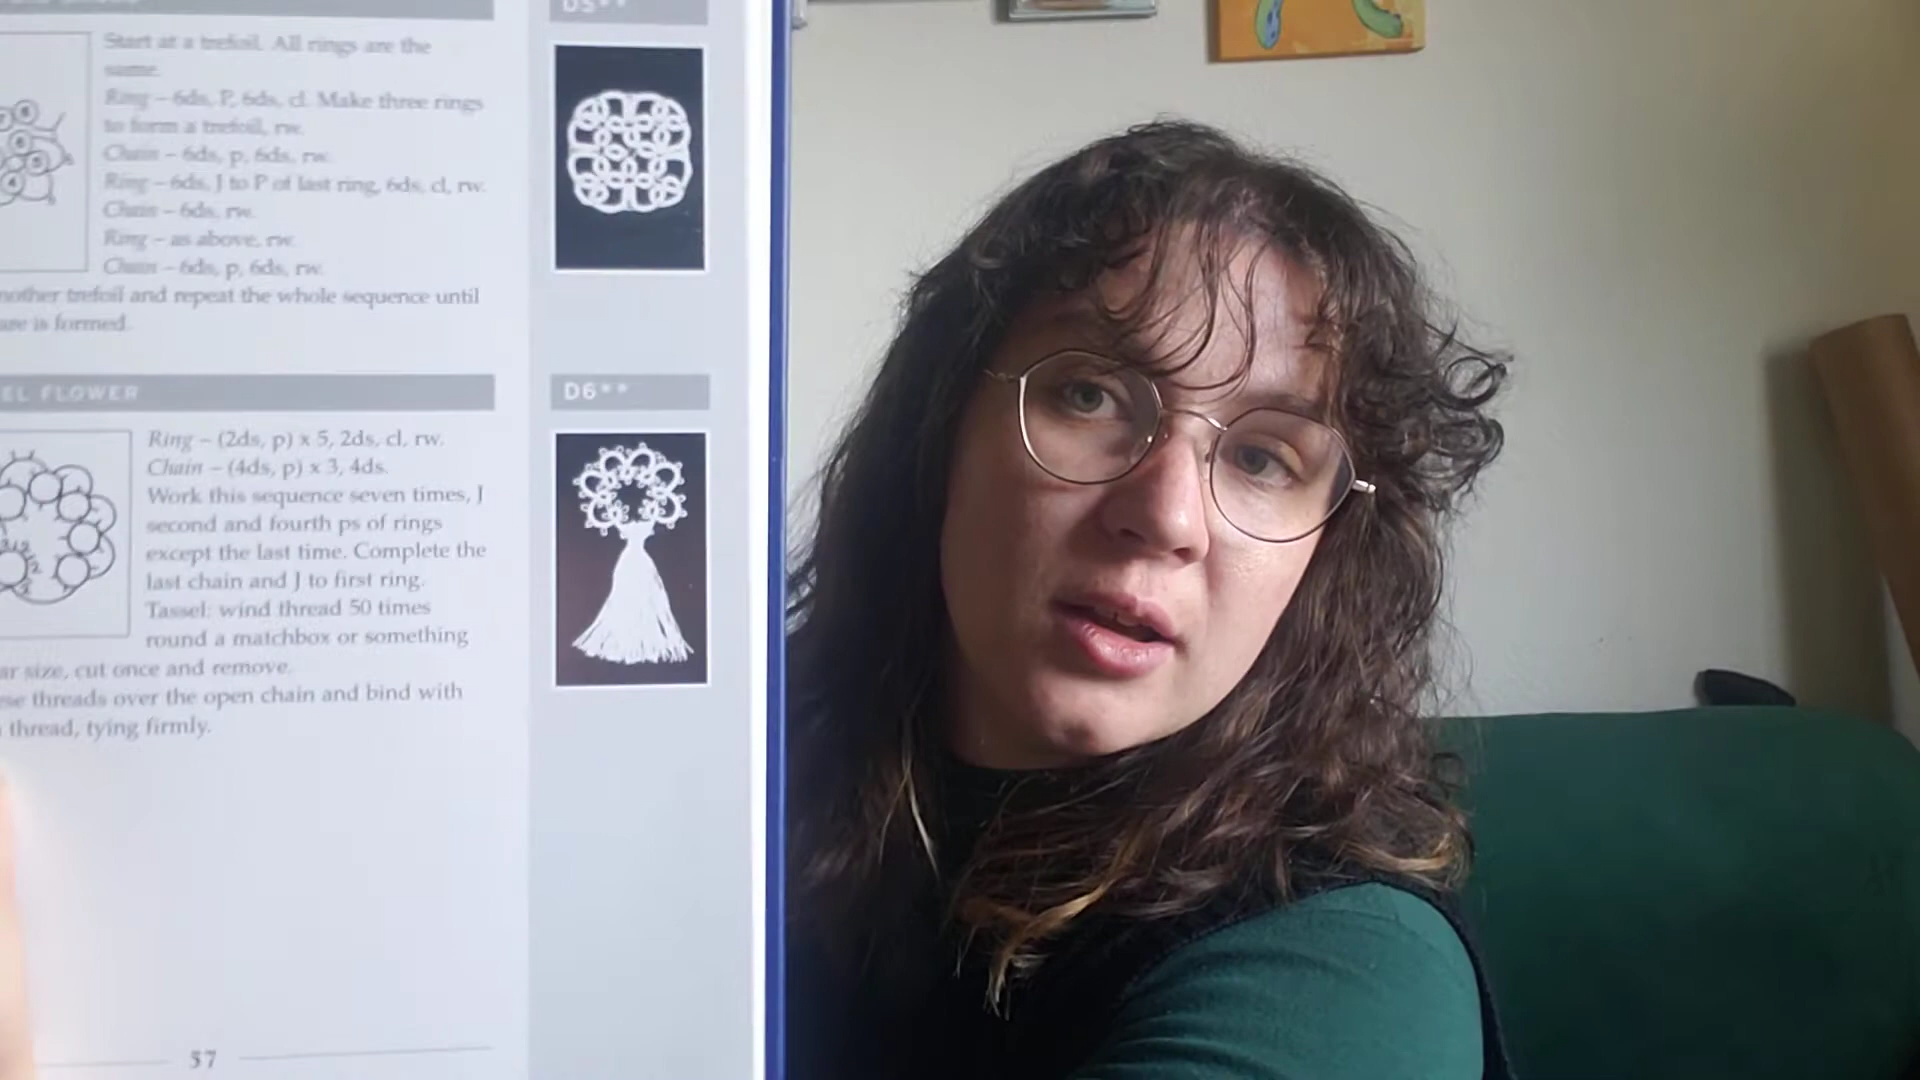 D5**
Start at a trefoil. All rings are the
same.
Ring – 6ds, P, 6ds, cl. Make three rings
to form a trefoil, rw.
Chain – 6ds, p, 6ds, rw.
Ring – 6ds, J to P of last ring, 6ds, cl, rw.
Chain – 6ds, rw.
Ring – as above, rw.
Chain – 6ds, p, 6ds, rw.
nother trefoil and repeat the whole sequence until
are is formed.
EL FLOWER
D6**
Ring – (2ds, p) x 5, 2ds, cl, rw.
Chain – (4ds, p) x 3, 4ds.
Work this sequence seven times, J
second and fourth ps of rings
except the last time. Complete the
last chain and J to first ring.
Tassel: wind thread 50 times
round a matchbox or something
ar size, cut once and remove.
se threads over the open chain and bind with
thread, tying firmly.
57